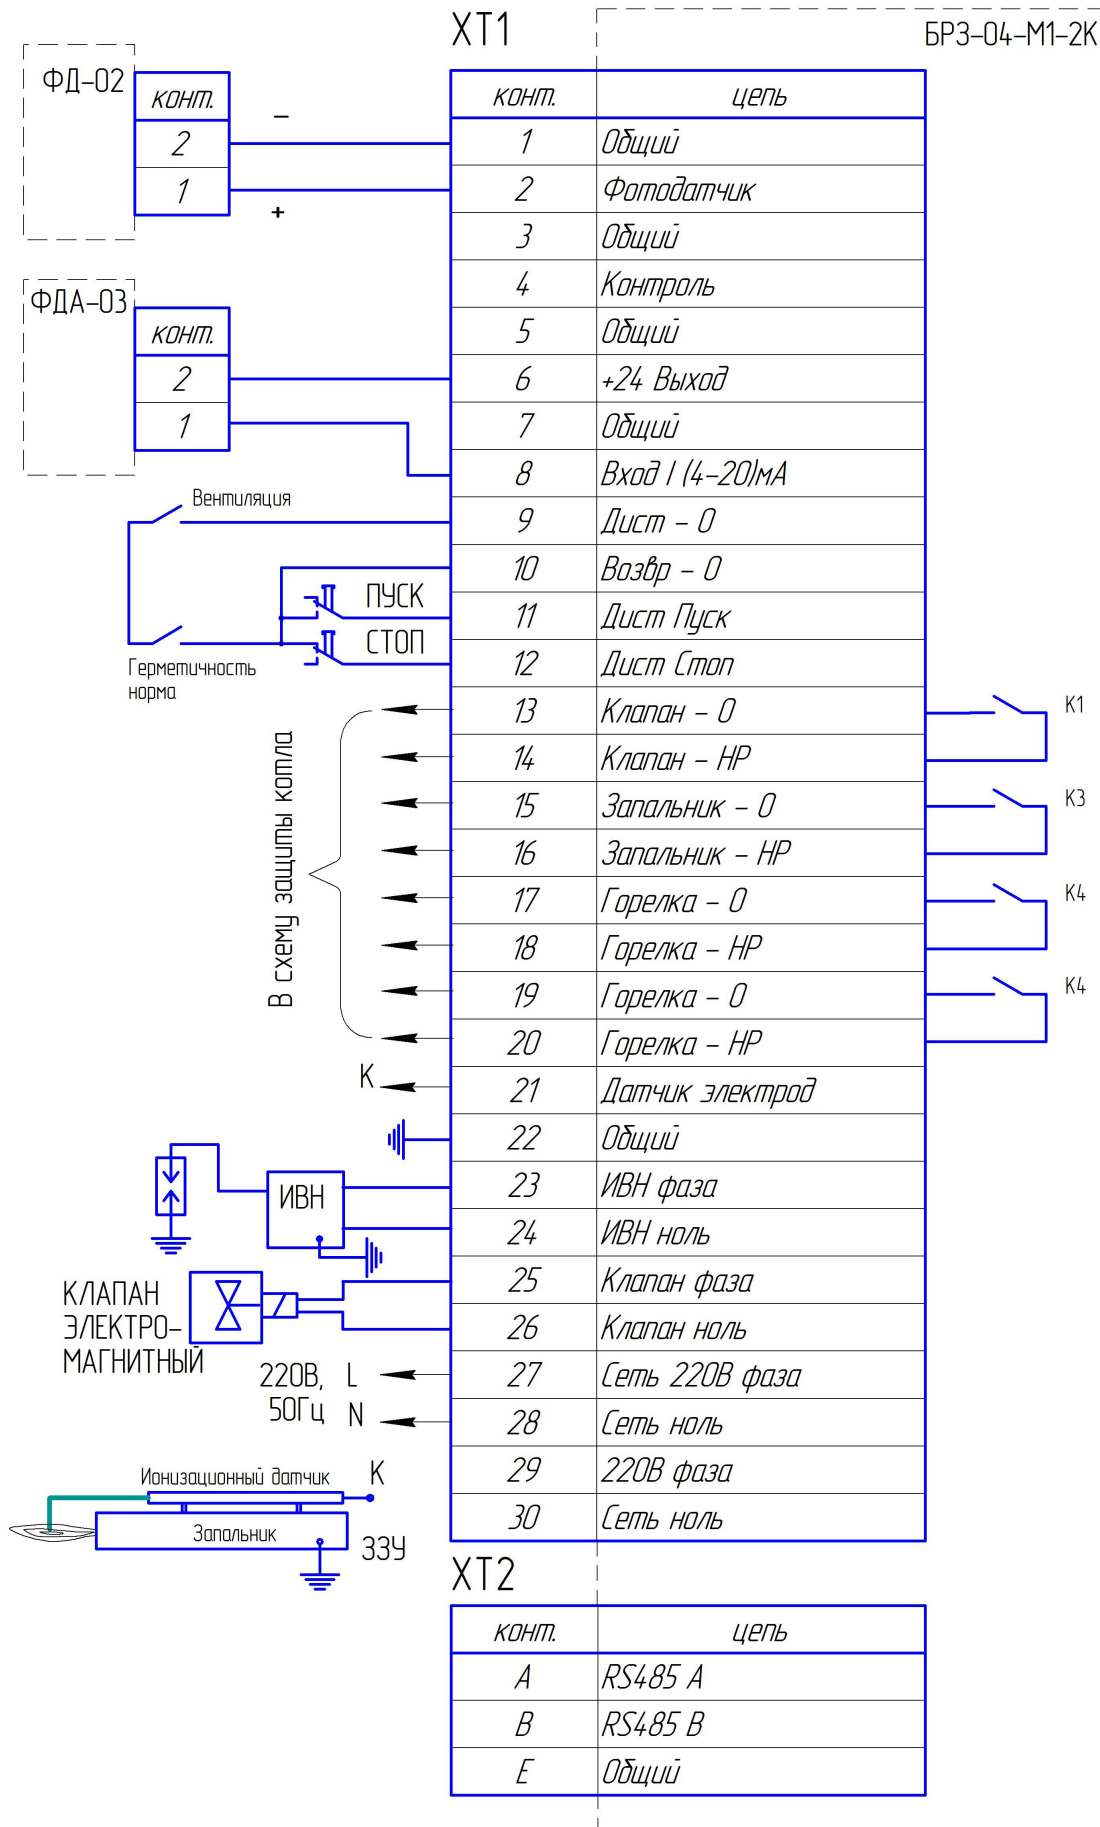 ХТ1
БРЗ-04-М1-2К
ФД-02
конт.
2
1
–
+
ФДА-03
конт.
2
1
Вентиляция
ПУСК
СТОП
Герметичность
норма
В схему защиты котла
К
ИВН
КЛАПАН
ЭЛЕКТРО-
МАГНИТНЫЙ
220В, L
50Гц N
Ионизационный датчик К
Запальник
ЗЗУ
конт. цепь
1 Общий
2 Фотодатчик
3 Общий
4 Контроль
5 Общий
6 +24 Выход
7 Общий
8 Вход I (4-20)мА
9 Дист - 0
10 Возвр - 0
11 Дист Пуск
12 Дист Стоп
13 Клапан - 0
14 Клапан - НР
15 Запальник - 0
16 Запальник - НР
17 Горелка - 0
18 Горелка - НР
19 Горелка - 0
20 Горелка - НР
21 Датчик электрод
22 Общий
23 ИВН фаза
24 ИВН ноль
25 Клапан фаза
26 Клапан ноль
27 Сеть 220В фаза
28 Сеть ноль
29 220В фаза
30 Сеть ноль
К1
К3
К4
К4
ХТ2
конт. цепь
A RS485 A
B RS485 B
E Общий